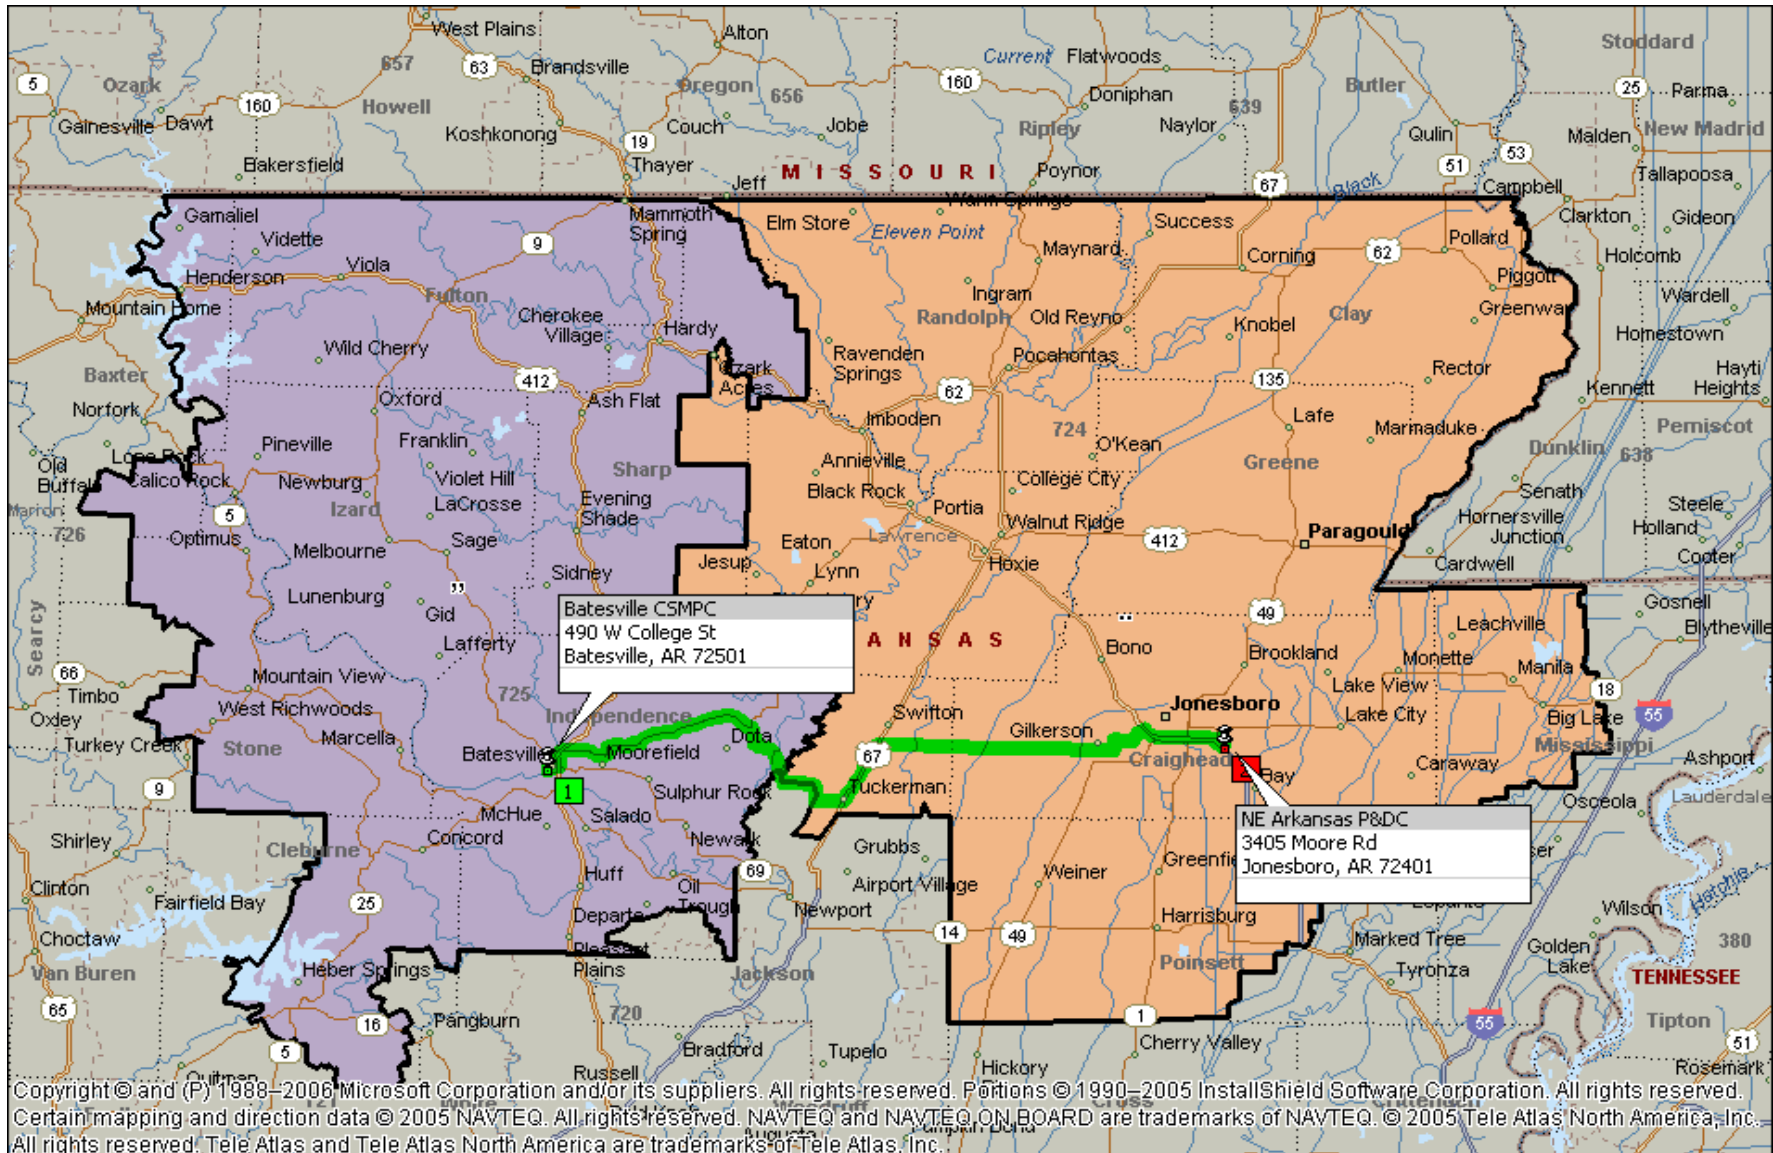 West Plains
Alton
Stoddard
657
63
Brandsville
Current
Flatwoods
5
Ozark
160
Howell
Oregon
656
160
Doniphan
639
Butler
25
Parma
Gainesville
Dawt
Koshkonong
Couch
Jobe
Ripley
Naylor
Qulin
Malden
New Madrid
19
Bakersfield
Thayer
51
53
Jeff
MISSOURI
Poynor
67
Black
Campbell
Tallapoosa
Gamaliel
Mammoth
Spring
Elm Store
Warm Springs
Success
Clarkton
Gideon
Vidette
9
Eleven Point
Maynard
62
Pollard
Henderson
Viola
Corning
Holcomb
Fulton
Piggott
Mountain Home
Cherokee
Village
Ingram
Randolph
Old Reyno
Clay
Wardell
Hardy
Knobel
Homestown
Wild Cherry
Ravenden
Springs
Pocahontas
Baxter
412
Ozark
Acres
62
135
Rector
Hayti
Heights
Norfork
Oxford
Ash Flat
Imboden
Lafe
Kennett
Pineville
Franklin
724
O'Kean
Marmaduke
Pemiscot
Old
Lone Rock
Sharp
Annieville
Greene
Dunklin
638
Calico Rock
Newburg
Violet Hill
Black Rock
College City
Senath
Marion
5
Izard
LaCrosse
Evening
Shade
Portia
Walnut Ridge
Steele
726
Optimus
Lawrence
Paragould
Hornersville
Junction
Holland
Melbourne
Sage
Eaton
412
Cooter
Jesup
Hoxie
Cardwell
Lunenburg
Sidney
Lynn
Gid
49
Gosnell
Searcy
Batesville CSMPC
490 W College St
Batesville, AR 72501
ANSAS
Leachville
Blytheville
Lafferty
Bono
Brookland
Monette
Manila
66
Timbo
Mountain View
725
Lake View
18
Oxley
West Richwoods
Independence
Swifton
Jonesboro
Lake City
Big Lake
55
Turkey Creek
Stone
Marcella
Dota
Gilkerson
Mississippi
Batesville
Moorefield
67
Craighead
Ashport
9
1
Sulphur Rock
Tuckerman
2
Bay
Caraway
Osceola
Lauderdale
McHue
Salado
NE Arkansas P&DC
3405 Moore Rd
Jonesboro, AR 72401
Shirley
Cleburne
Concord
Newark
Grubbs
Huff
69
Weiner
Clinton
Fairfield Bay
25
Oil
Trough
Airport Village
Hatchie
Newport
Harrisburg
Wilson
Choctaw
14
49
Marked Tree
Golden
Lake
380
Van Buren
Heber Springs
Pleasant
Plains
Jackson
Poinsett
Tyronza
TENNESSEE
65
16
Pangburn
720
1
55
Tipton
5
Bradford
Tupelo
Cherry Valley
51
Quitman
Russell
Hickory
Rosemark
Copyright © and (P) 1988–2006 Microsoft Corporation and/or its suppliers. All rights reserved. Portions © 1990–2005 InstallShield Software Corporation. All rights reserved.
Certain mapping and direction data © 2005 NAVTEQ. All rights reserved. NAVTEQ and NAVTEQ ON BOARD are trademarks of NAVTEQ. © 2005 Tele Atlas North America, Inc.
All rights reserved. Tele Atlas and Tele Atlas North America are trademarks of Tele Atlas, Inc.